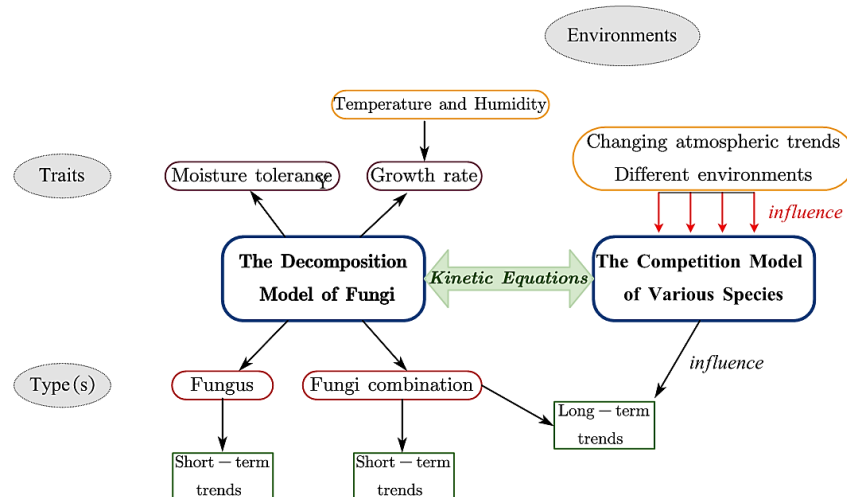 Environments
Temperature and Humidity
Changing atmospheric trends
Different environments
Traits
Moisture tolerance
Growth rate
influence
The Decomposition
Model of Fungi
Kinetic Equations
The Competition Model
of Various Species
Type(s)
Fungus
Fungi combination
influence
Long-term
trends
Short-term
trends
Short-term
trends